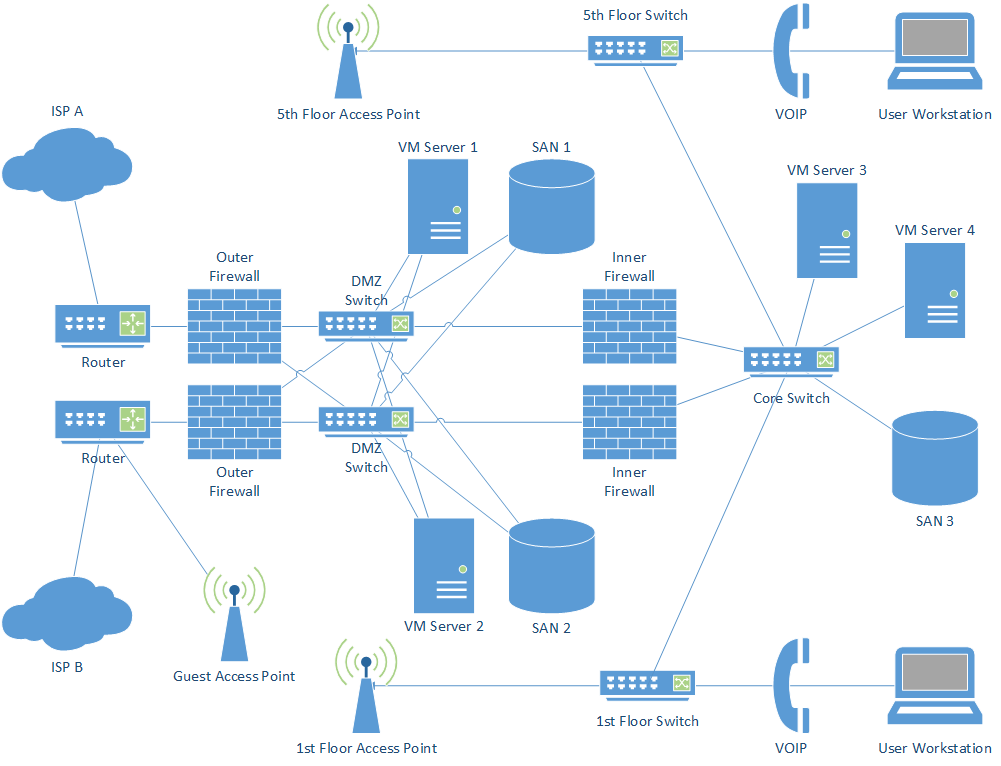 5th Floor Switch
5th Floor Access Point
VOIP
User Workstation
ISP A
VM Server 1
SAN 1
VM Server 3
VM Server 4
Outer
Firewall
DMZ
Switch
Inner
Firewall
Router
Core Switch
Router
Outer
Firewall
DMZ
Switch
Inner
Firewall
SAN 3
VM Server 2
SAN 2
ISP B
Guest Access Point
1st Floor Switch
1st Floor Access Point
VOIP
User Workstation